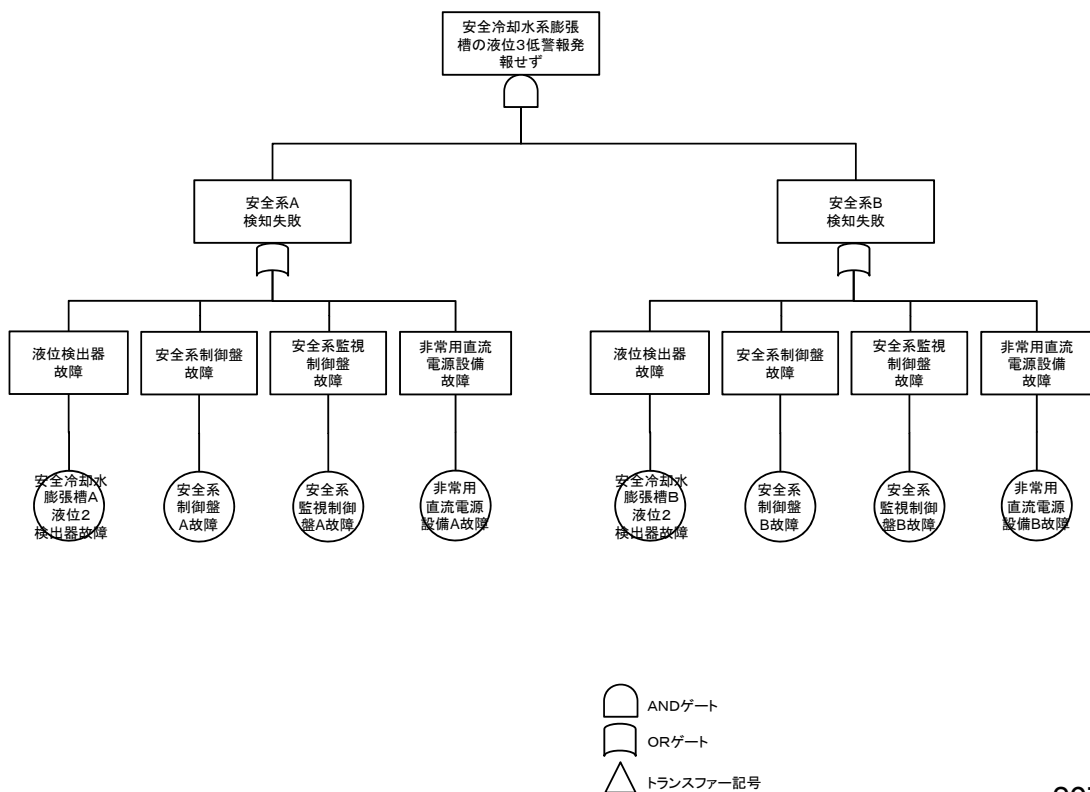 安全冷却水系膨張
槽の液位3低警報発
報せず
安全系A
検知失敗
安全系B
検知失敗
液位検出器
故障
安全系制御盤
故障
安全系監視
制御盤
故障
非常用直流
電源設備
故障
液位検出器
故障
安全系制御盤
故障
安全系監視
制御盤
故障
非常用直流
電源設備
故障
安全冷却水
膨張槽A
液位2
検出器故障
安全系
制御盤
A故障
安全系
監視制御
盤A故障
非常用
直流電源
設備A故障
安全冷却水
膨張槽B
液位2
検出器故障
安全系
制御盤
B故障
安全系
監視制御
盤B故障
非常用
直流電源
設備B故障
ANDゲート
ORゲート
トランスファー記号